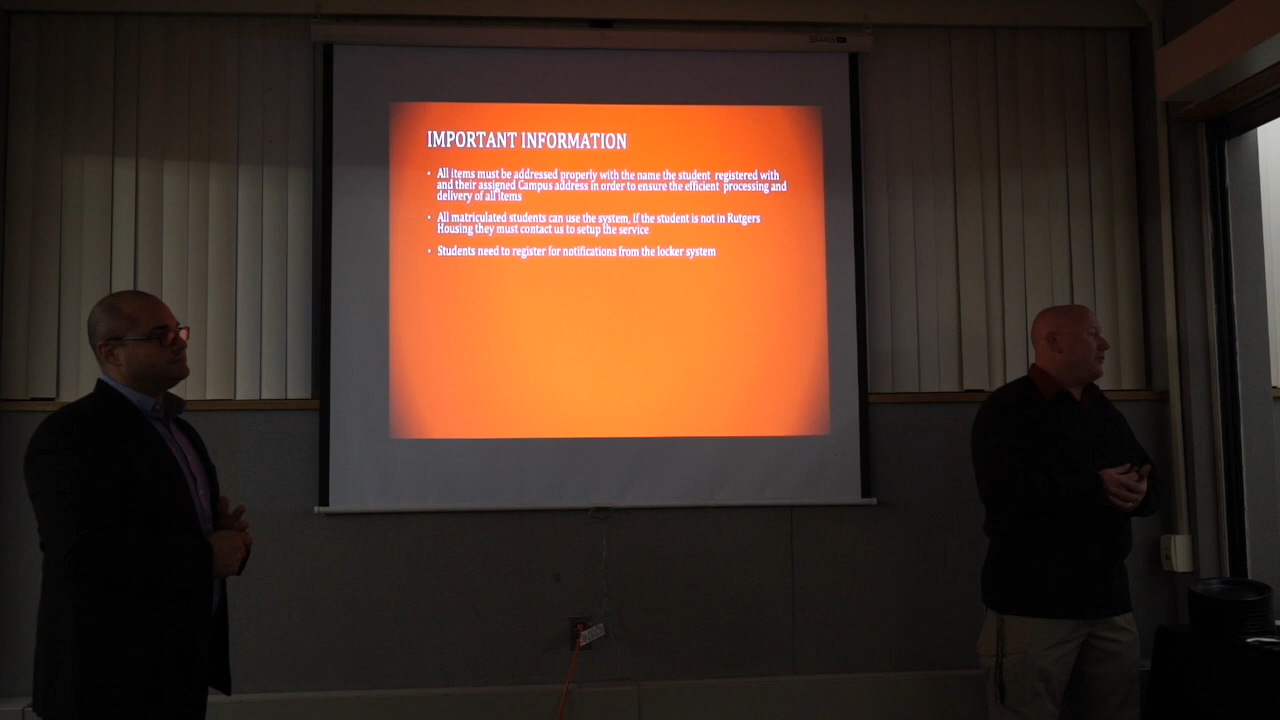 IMPORTANT INFORMATION
• All items must be addressed properly with the name the student registered with
and their assigned Campus address in order to ensure the efficient processing and
delivery of all items
• All matriculated students can use the system, If the student is not in Rutgers
Housing they must contact us to setup the service
• Students need to register for notifications from the locker system